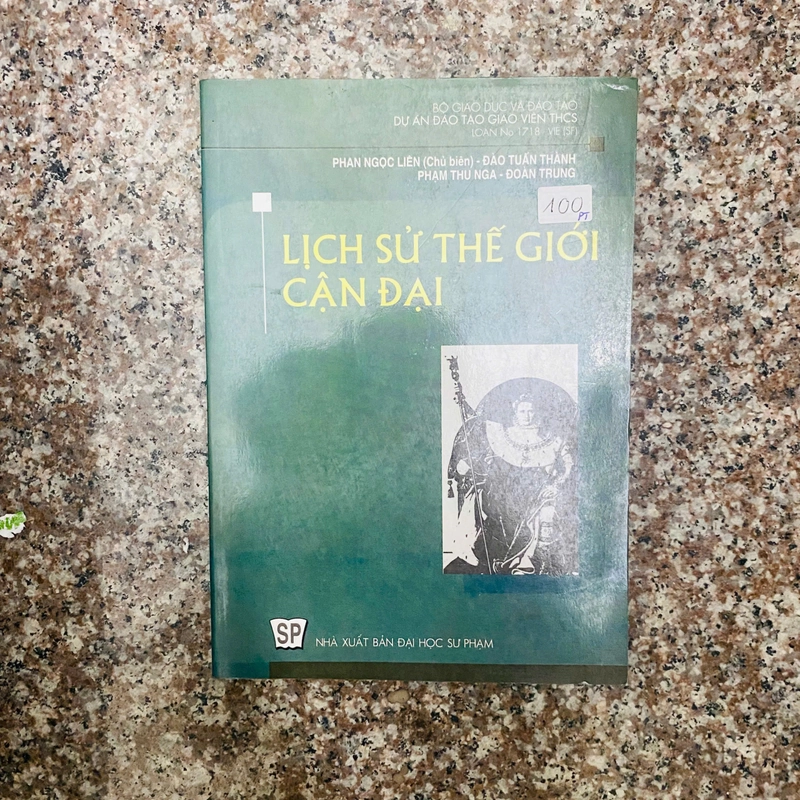 BỘ GIÁO DỤC VÀ ĐÀO TẠO
DỰ ÁN ĐÀO TẠO GIÁO VIÊN THCS
LOAN No 1718 - VIE (SF)
PHAN NGỌC LIÊN (Chủ biên) - ĐÀO TUẤN THÀNH
PHẠM THU NGA - ĐOÀN TRUNG
100
PT
LỊCH SỬ THẾ GIỚI
CẬN ĐẠI
SP
NHÀ XUẤT BẢN ĐẠI HỌC SƯ PHẠM